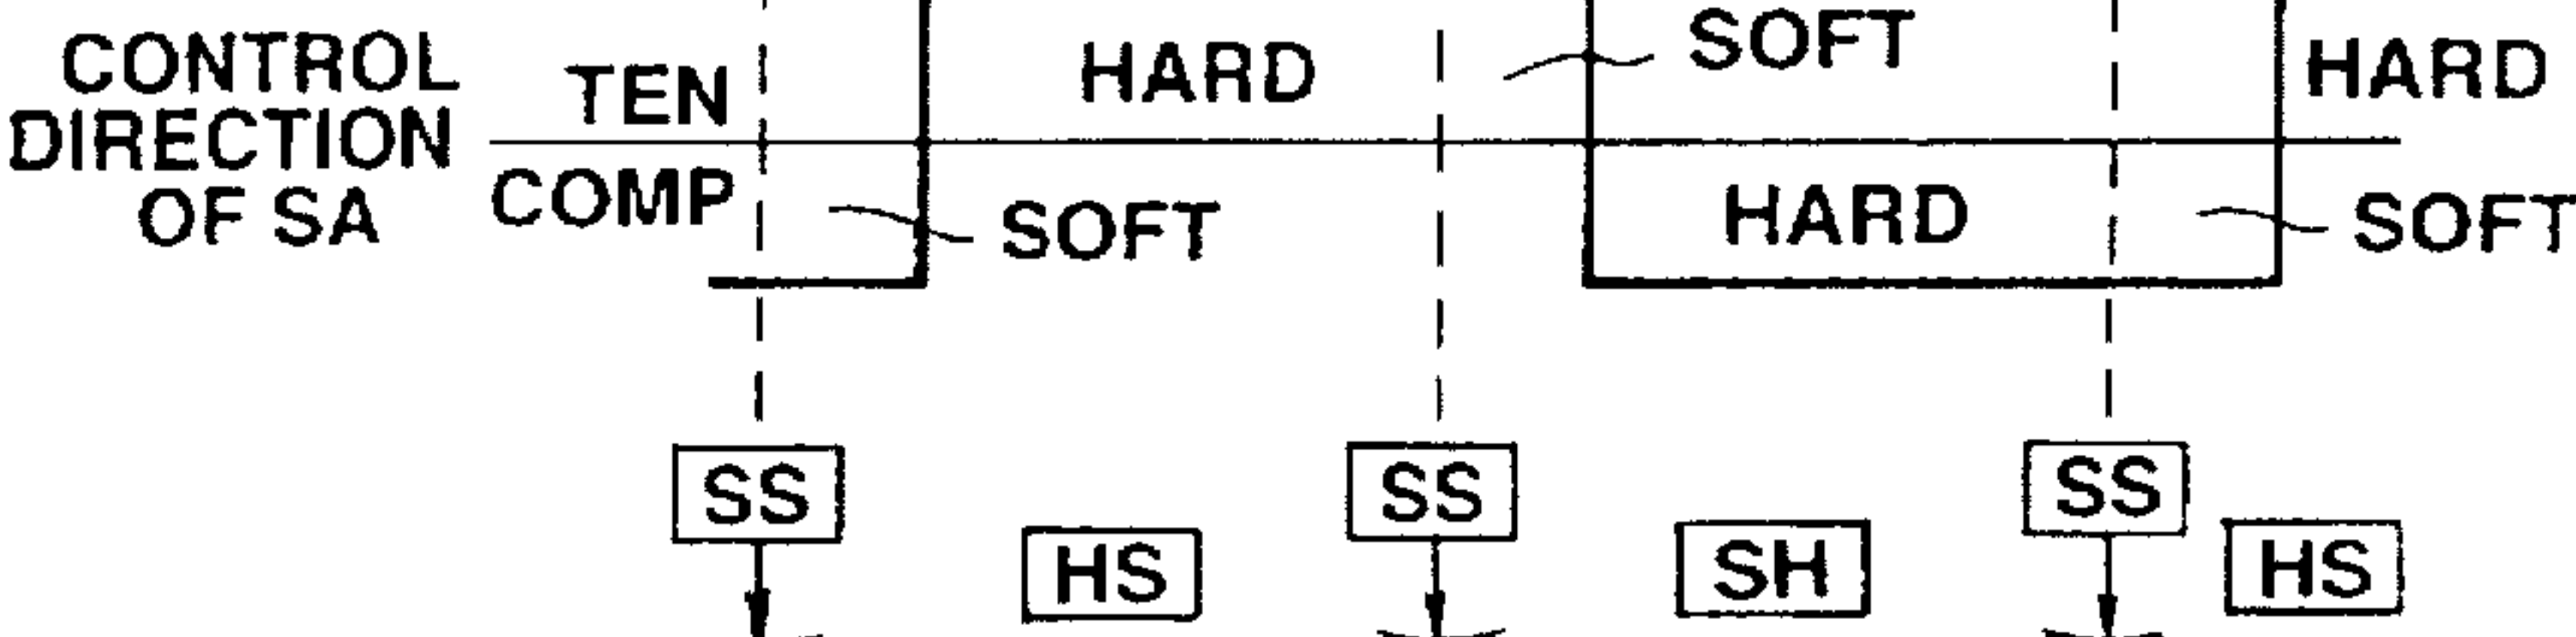 CONTROL
DIRECTION
OF SA
TEN
COMP
HARD
SOFT
HARD
SOFT
HARD
SOFT
SS
SS
SS
HS
SH
HS